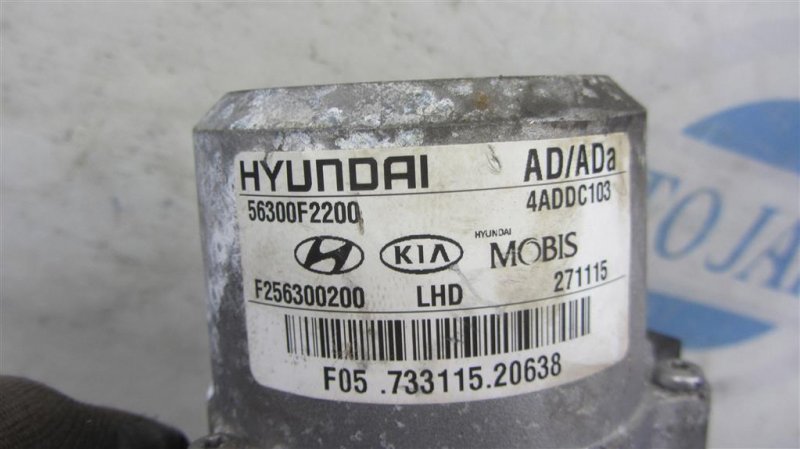 HYUNDAI AD/ADa
56300F2200 4ADDC103
KIA HYUNDAI MOBIS
F256300200 LHD 271115
F05 .733115.20638